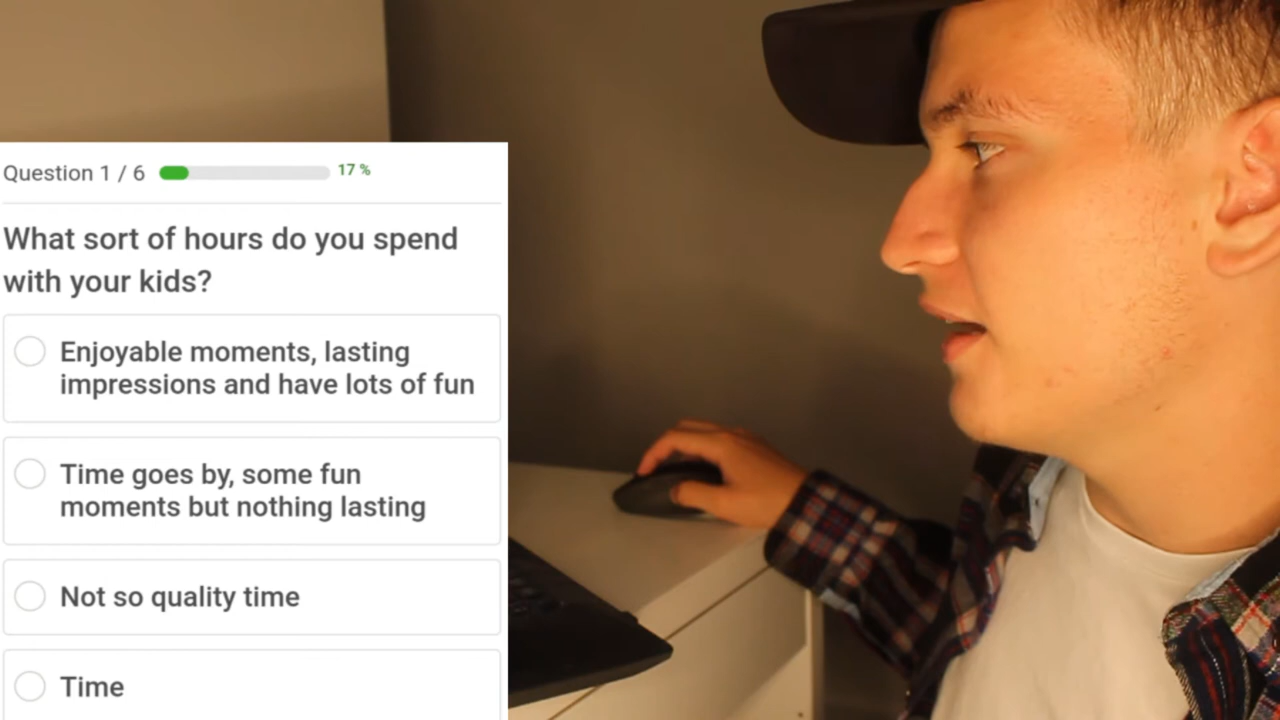 Question 1 / 6
17 %
What sort of hours do you spend
with your kids?
Enjoyable moments, lasting
impressions and have lots of fun
Time goes by, some fun
moments but nothing lasting
Not so quality time
Time